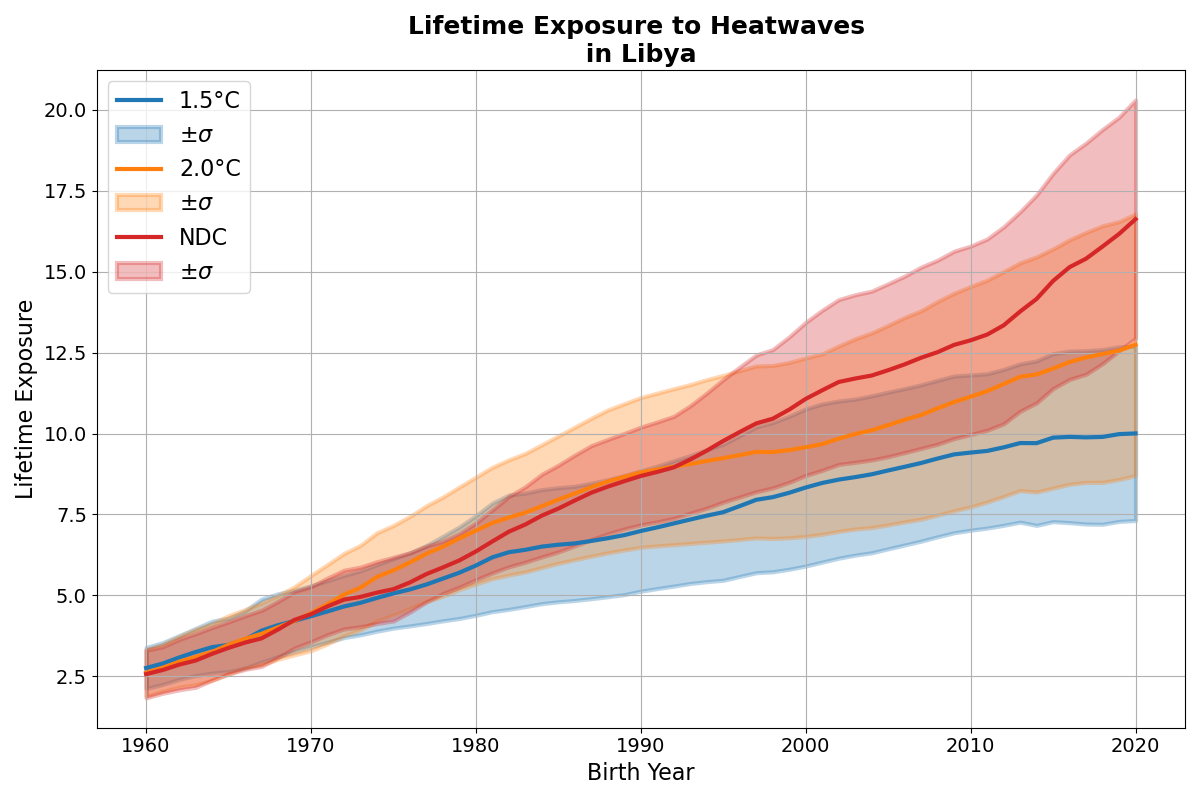 Lifetime Exposure to Heatwaves
in Libya
1.5°C
±σ
2.0°C
±σ
NDC
±σ
Lifetime Exposure
20.0
17.5
15.0
12.5
10.0
7.5
5.0
2.5
1960 1970 1980 1990 2000 2010 2020
Birth Year